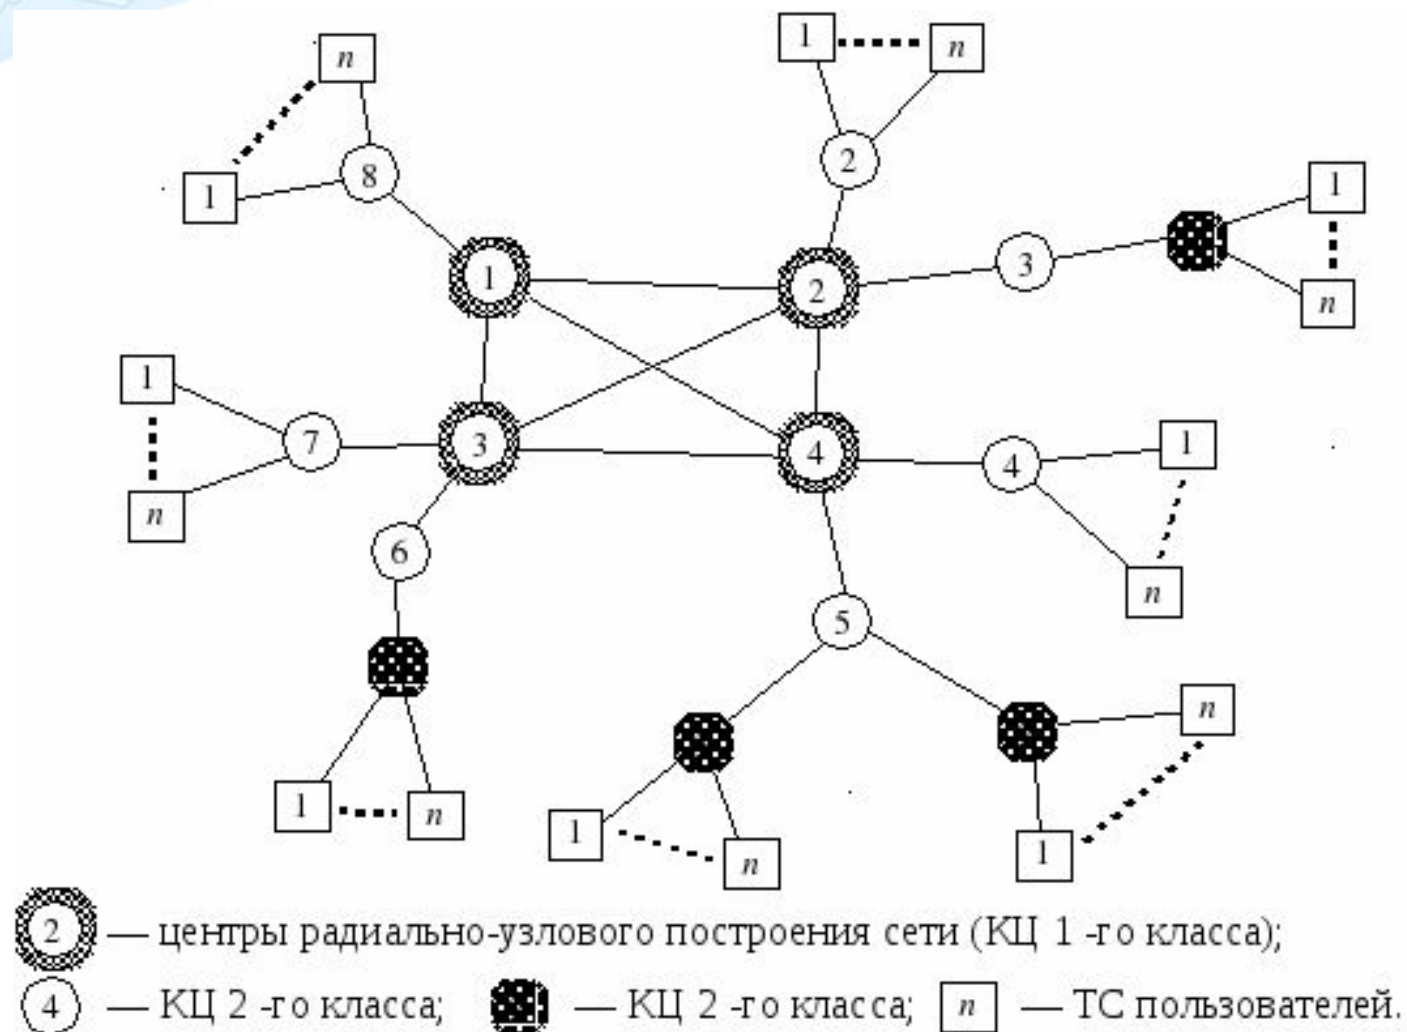 1 n
n
2
1
8
1
1
2
3
n
1
3
4
4
1
7
n
6
n
5
n
1
n
1
n
1
2 — центры радиально-узлового построения сети (КЦ 1 -го класса);
4 — КЦ 2 -го класса; — КЦ 2 -го класса; n — ТС пользователей.